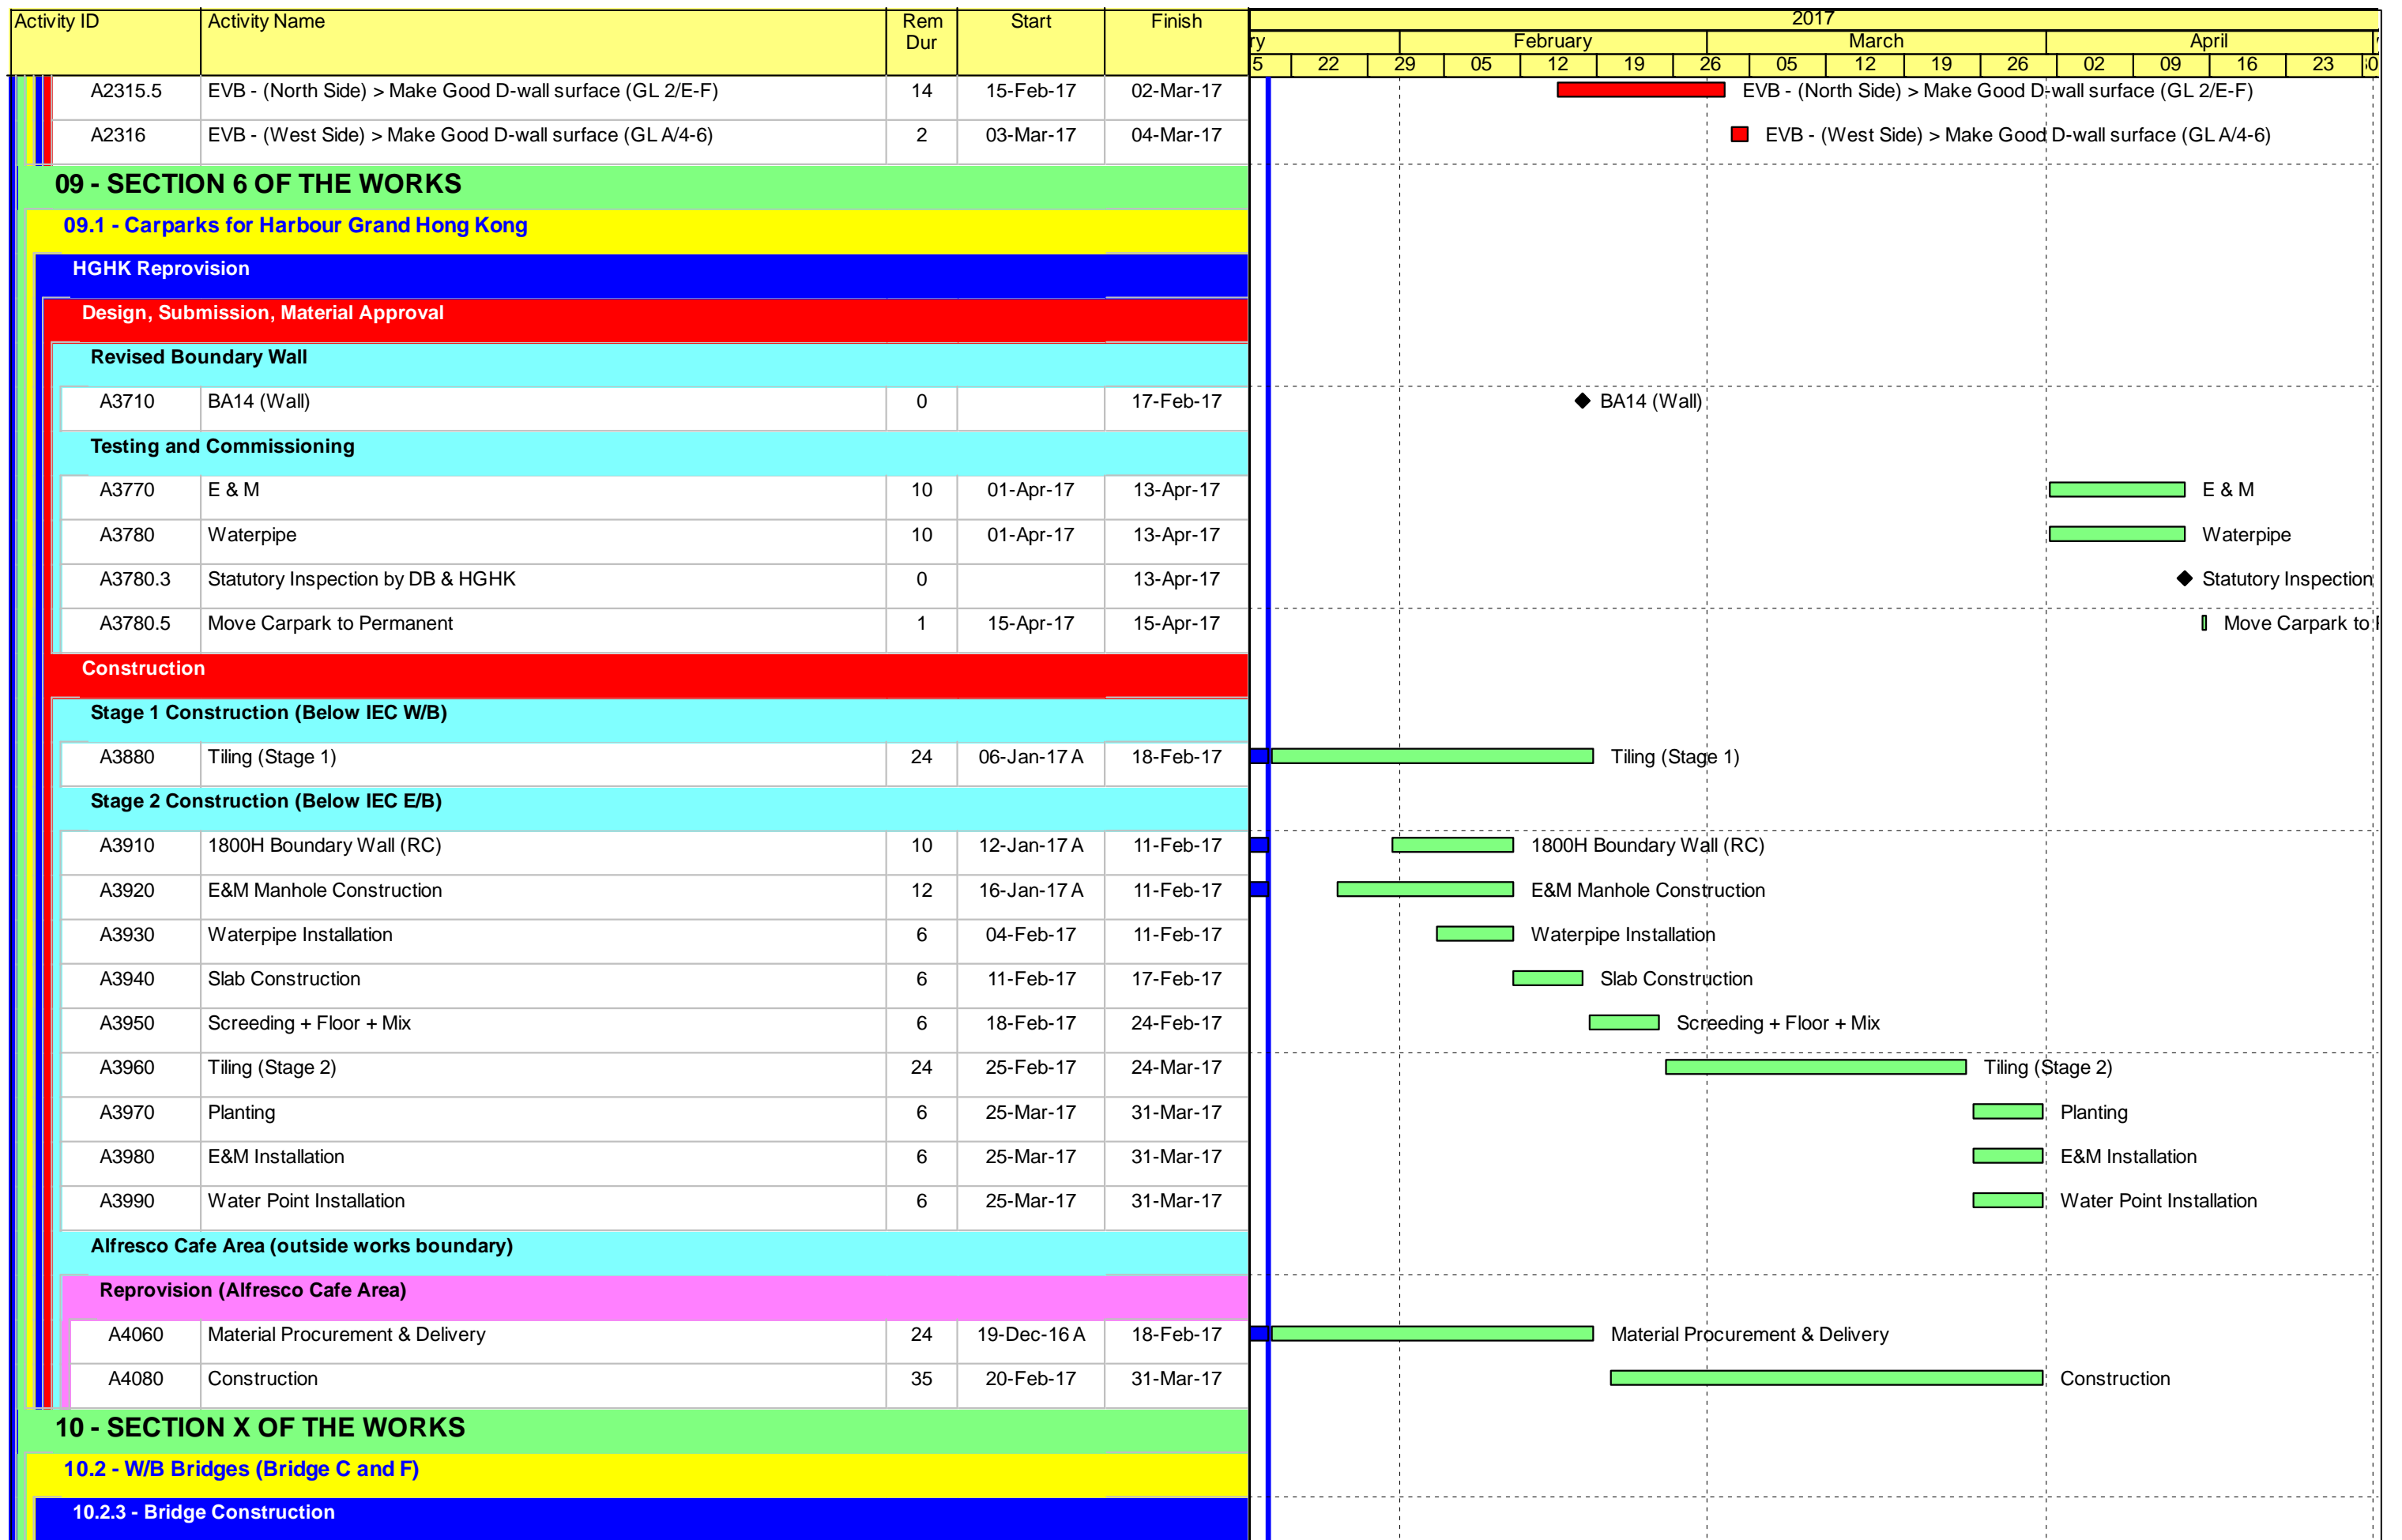 Activity ID Activity Name Rem Dur Start Finish 2017
ry February March April
5 22 29 05 12 19 26 05 12 19 26 02 09 16 23
A2315.5 EVB - (North Side) > Make Good D-wall surface (GL 2/E-F) 14 15-Feb-17 02-Mar-17 EVB - (North Side) > Make Good D-wall surface (GL 2/E-F)
A2316 EVB - (West Side) > Make Good D-wall surface (GL A/4-6) 2 03-Mar-17 04-Mar-17 EVB - (West Side) > Make Good D-wall surface (GL A/4-6)
09 - SECTION 6 OF THE WORKS
09.1 - Carparks for Harbour Grand Hong Kong
HGHK Reprovision
Design, Submission, Material Approval
Revised Boundary Wall
A3710 BA14 (Wall) 0 17-Feb-17 BA14 (Wall)
Testing and Commissioning
A3770 E & M 10 01-Apr-17 13-Apr-17 E & M
A3780 Waterpipe 10 01-Apr-17 13-Apr-17 Waterpipe
A3780.3 Statutory Inspection by DB & HGHK 0 13-Apr-17 Statutory Inspection
A3780.5 Move Carpark to Permanent 1 15-Apr-17 15-Apr-17 Move Carpark to
Construction
Stage 1 Construction (Below IEC W/B)
A3880 Tiling (Stage 1) 24 06-Jan-17 A 18-Feb-17 Tiling (Stage 1)
Stage 2 Construction (Below IEC E/B)
A3910 1800H Boundary Wall (RC) 10 12-Jan-17 A 11-Feb-17 1800H Boundary Wall (RC)
A3920 E&M Manhole Construction 12 16-Jan-17 A 11-Feb-17 E&M Manhole Construction
A3930 Waterpipe Installation 6 04-Feb-17 11-Feb-17 Waterpipe Installation
A3940 Slab Construction 6 11-Feb-17 17-Feb-17 Slab Construction
A3950 Screeding + Floor + Mix 6 18-Feb-17 24-Feb-17 Screeding + Floor + Mix
A3960 Tiling (Stage 2) 24 25-Feb-17 24-Mar-17 Tiling (Stage 2)
A3970 Planting 6 25-Mar-17 31-Mar-17 Planting
A3980 E&M Installation 6 25-Mar-17 31-Mar-17 E&M Installation
A3990 Water Point Installation 6 25-Mar-17 31-Mar-17 Water Point Installation
Alfresco Cafe Area (outside works boundary)
Reprovision (Alfresco Cafe Area)
A4060 Material Procurement & Delivery 24 19-Dec-16 A 18-Feb-17 Material Procurement & Delivery
A4080 Construction 35 20-Feb-17 31-Mar-17 Construction
10 - SECTION X OF THE WORKS
10.2 - W/B Bridges (Bridge C and F)
10.2.3 - Bridge Construction